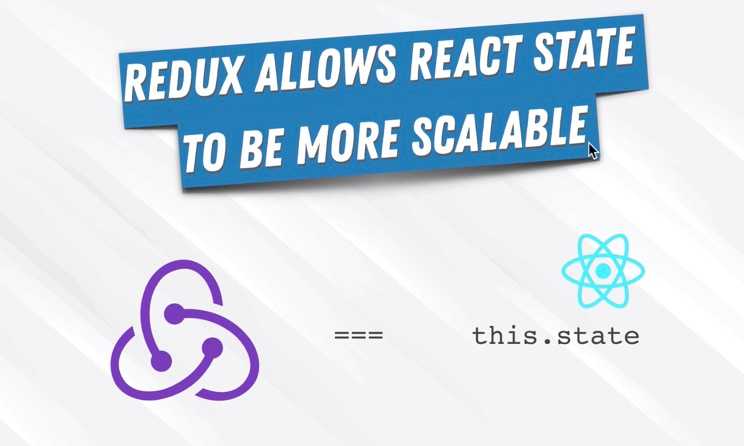 REDUX ALLOWS REACT STATE
TO BE MORE SCALABLE
=== this.state